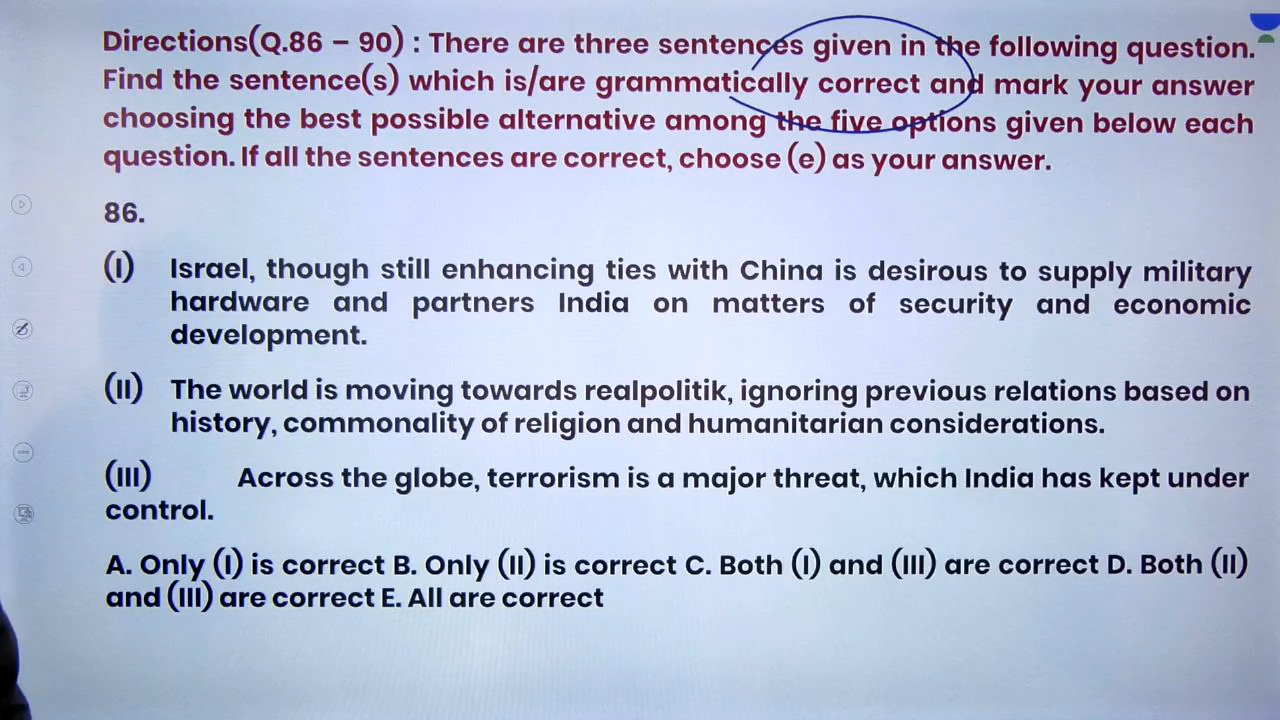 Directions(Q.86 – 90) : There are three sentences given in the following question.
Find the sentence(s) which is/are grammatically correct and mark your answer
choosing the best possible alternative among the five options given below each
question. If all the sentences are correct, choose (e) as your answer.
86.
(I) Israel, though still enhancing ties with China is desirous to supply military
hardware and partners India on matters of security and economic
development.
(II) The world is moving towards realpolitik, ignoring previous relations based on
history, commonality of religion and humanitarian considerations.
(III) Across the globe, terrorism is a major threat, which India has kept under
control.
A. Only (I) is correct B. Only (II) is correct C. Both (I) and (III) are correct D. Both (II)
and (III) are correct E. All are correct